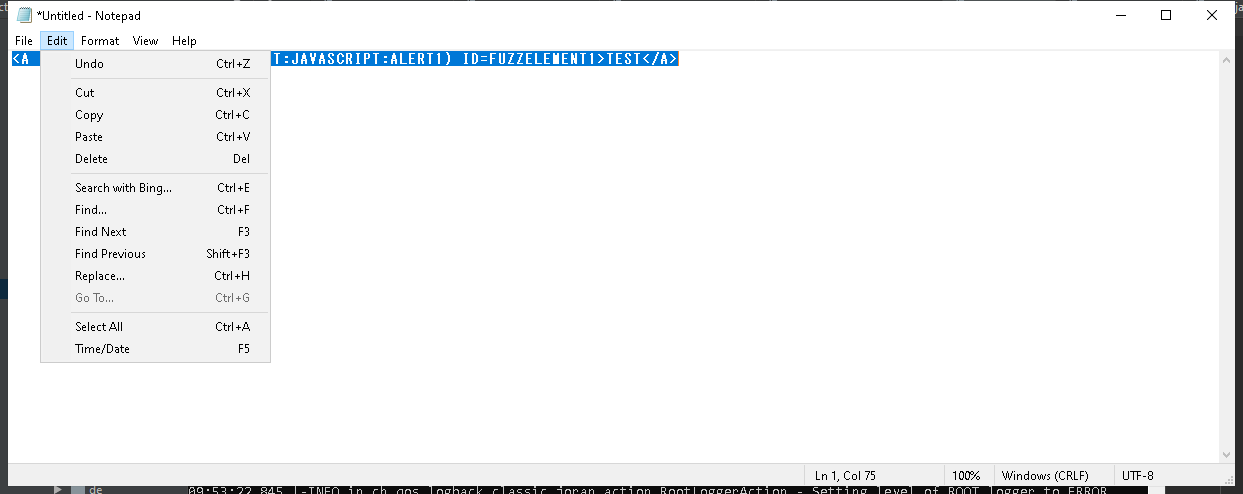 *Untitled - Notepad
File Edit Format View Help
<A T:JAVASCRIPT:ALERT1) ID=FUZZELEMENT1>TEST</A>
Undo Ctrl+Z
Cut Ctrl+X
Copy Ctrl+C
Paste Ctrl+V
Delete Del
Search with Bing... Ctrl+E
Find... Ctrl+F
Find Next F3
Find Previous Shift+F3
Replace... Ctrl+H
Go To... Ctrl+G
Select All Ctrl+A
Time/Date F5
Ln 1, Col 75 100% Windows (CRLF) UTF-8
de 09:53:22,845 |-INFO in ch.qos.logback.classic.joran.action.RootLoggerAction - Setting level of ROOT logger to ERROR